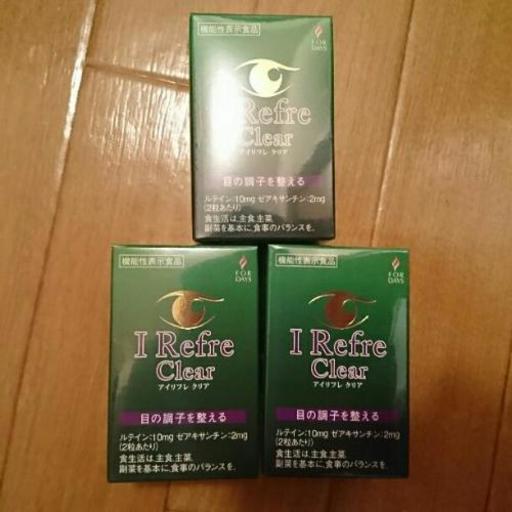 機能性表示食品
FOR
DAYS
I Refre
Clear
アイリフレ クリア
目の調子を整える
ルテイン:10mg ゼアキサンチン:2mg
(2粒あたり)
食生活は、主食、主菜、
副菜を基本に、食事のバランスを。
機能性表示食品
FOR
DAYS
I Refre
Clear
アイリフレ クリア
目の調子を整える
ルテイン:10mg ゼアキサンチン:2mg
(2粒あたり)
食生活は、主食、主菜、
副菜を基本に、食事のバランスを。
機能性表示食品
FOR
DAYS
I Refre
Clear
アイリフレ クリア
目の調子を整える
ルテイン:10mg ゼアキサンチン:2mg
(2粒あたり)
食生活は、主食、主菜、
副菜を基本に、食事のバランスを。